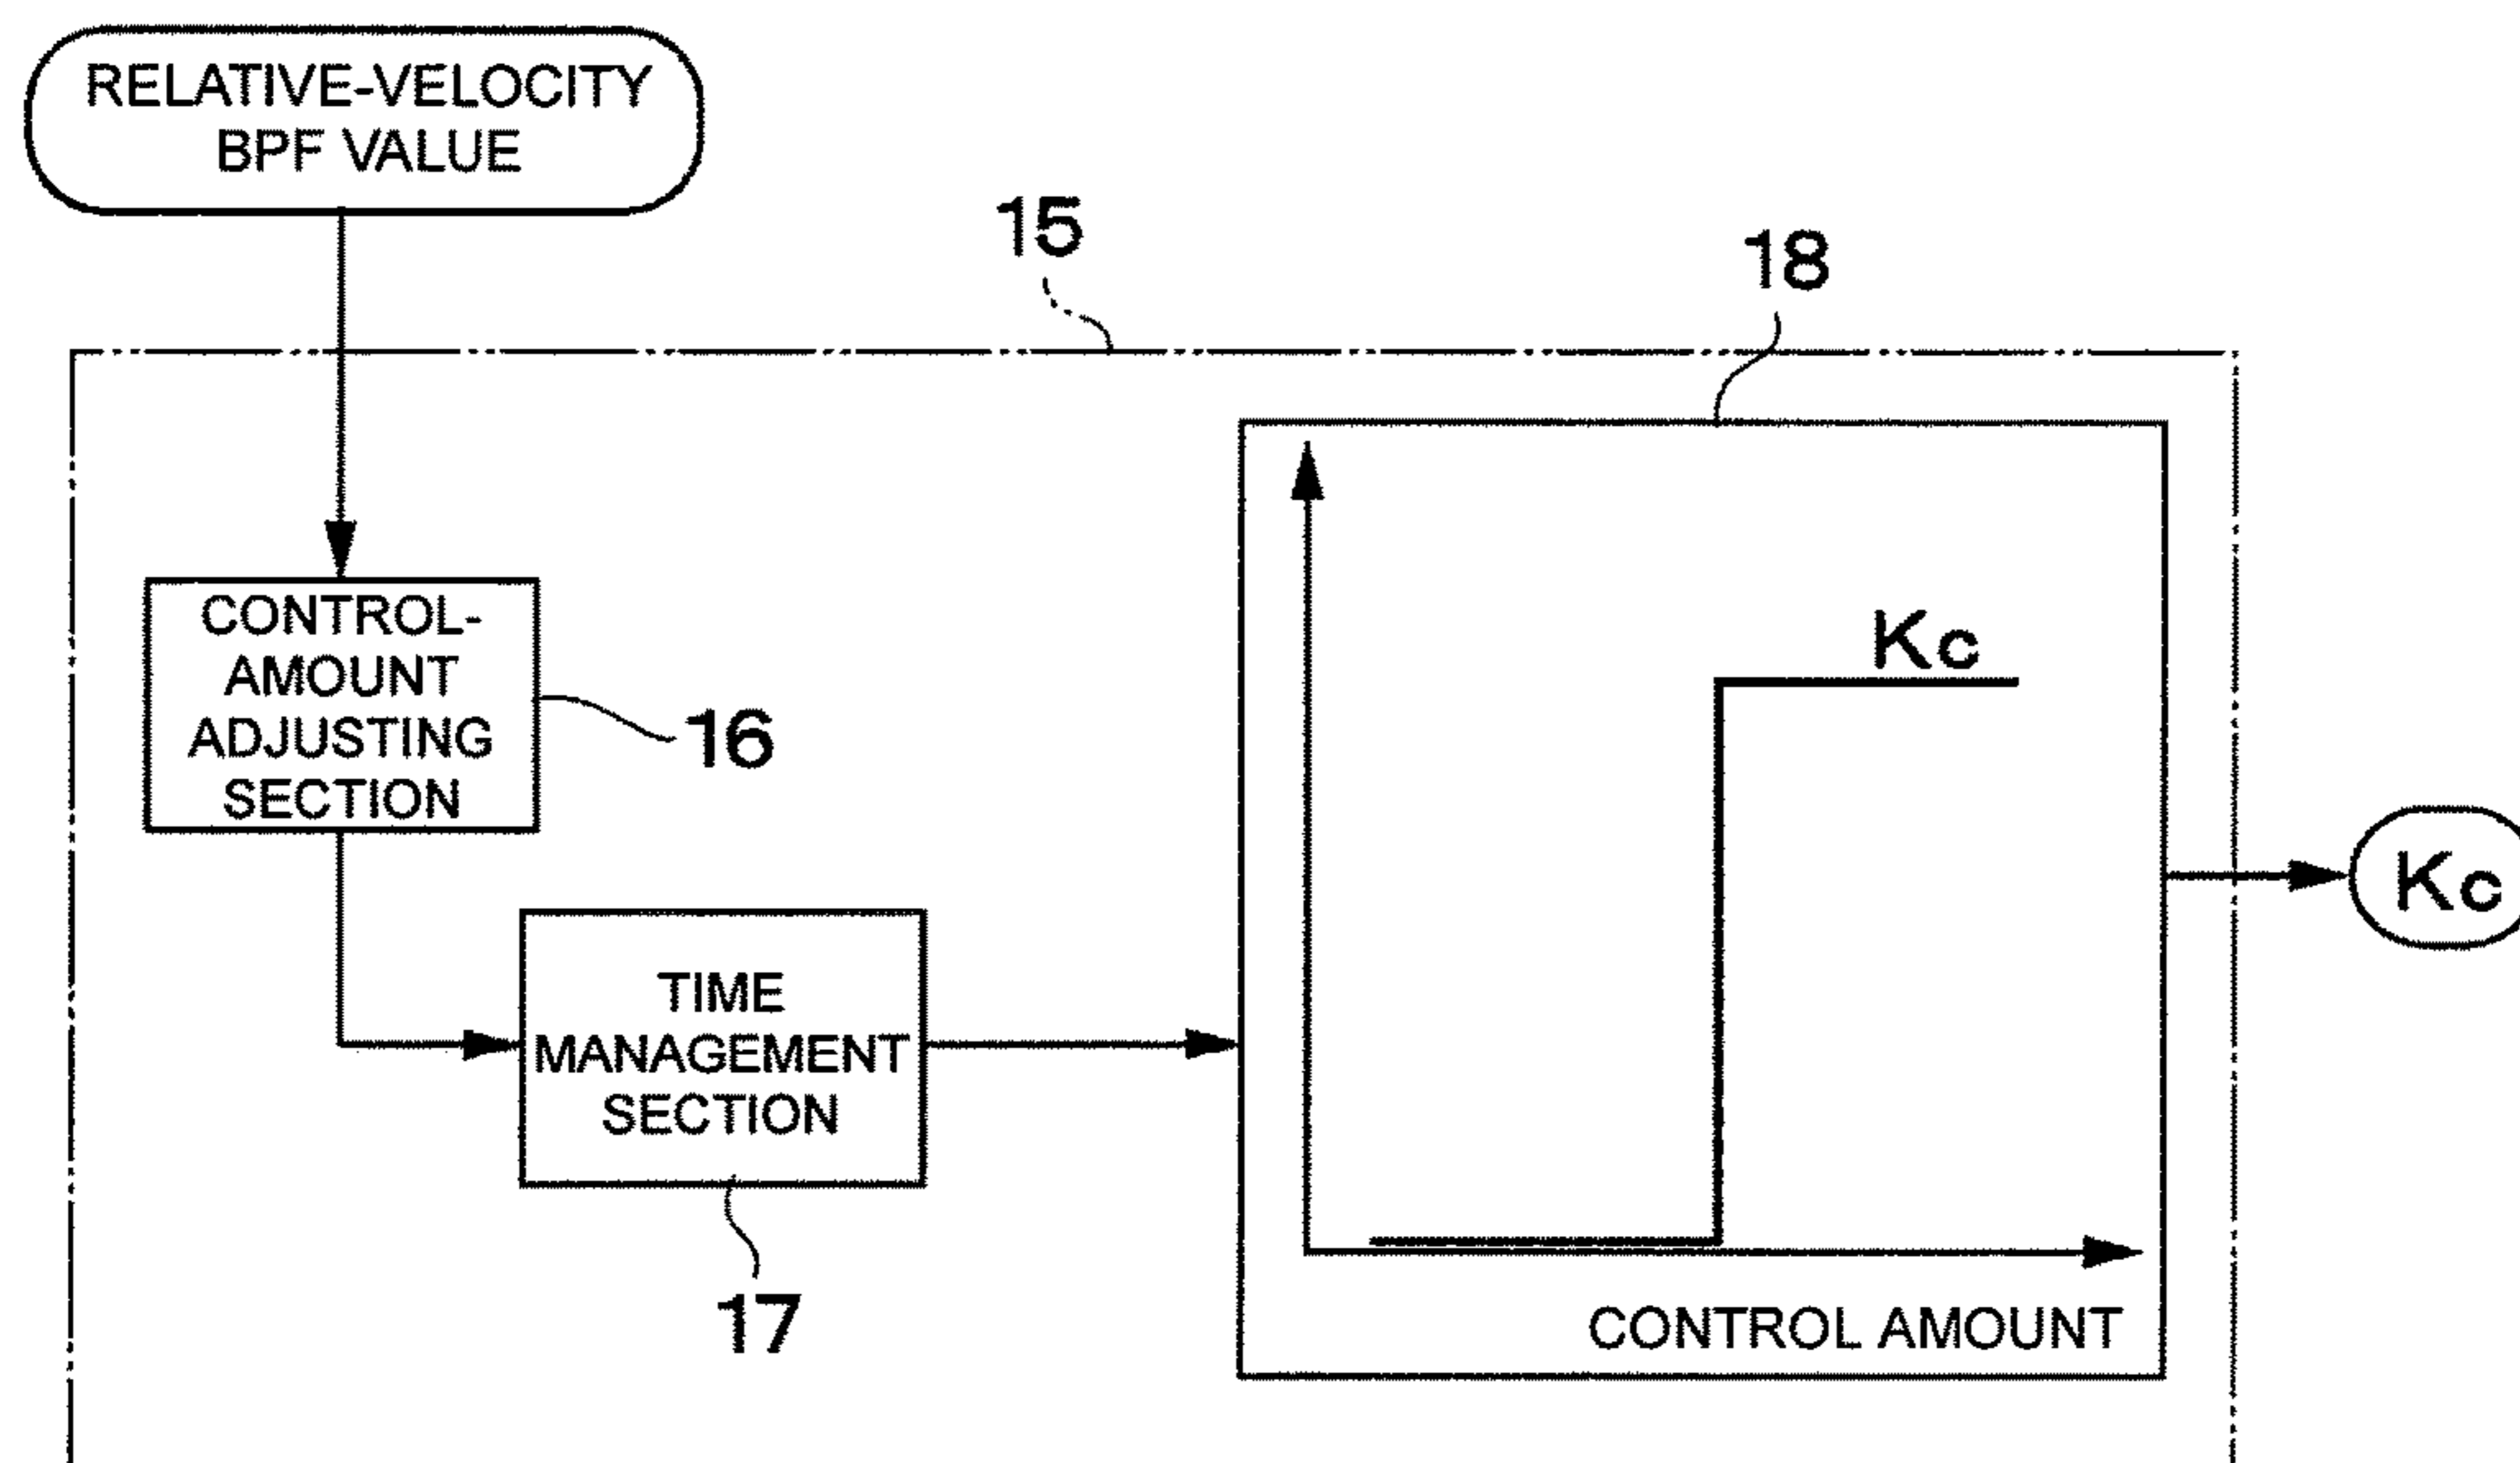 RELATIVE-VELOCITY
BPF VALUE
15
18
CONTROL-
AMOUNT
ADJUSTING
SECTION
16
Kc
Kc
TIME
MANAGEMENT
SECTION
17
CONTROL AMOUNT